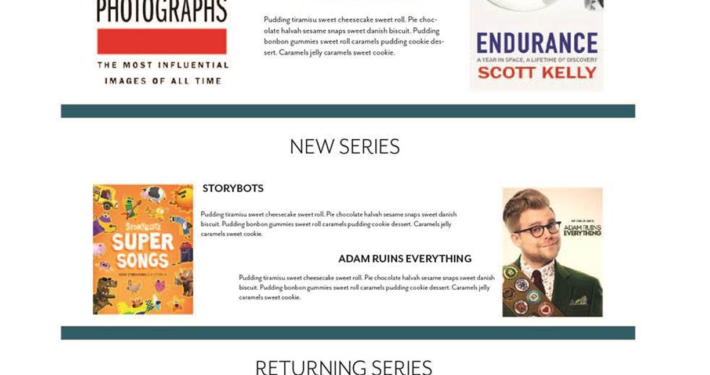 PHOTOGRAPHS
THE MOST INFLUENTIAL
IMAGES OF ALL TIME
Pudding tiramisu sweet cheesecake sweet roll. Pie choc-
olate halvah sesame snaps sweet danish biscuit. Pudding
bonbon gummies sweet roll caramels pudding cookie des-
sert. Caramels jelly caramels sweet cookie.
ENDURANCE
A YEAR IN SPACE, A LIFETIME OF DISCOVERY
SCOTT KELLY
NEW SERIES
STORYBOTS
SUPER
SONGS
STORYBOTS
Pudding tiramisu sweet cheesecake sweet roll. Pie chocolate halvah sesame snaps sweet danish
biscuit. Pudding bonbon gummies sweet roll caramels pudding cookie dessert. Caramels jelly
caramels sweet cookie.
ADAM RUINS EVERYTHING
Pudding tiramisu sweet cheesecake sweet roll. Pie chocolate halvah sesame snaps sweet danish
biscuit. Pudding bonbon gummies sweet roll caramels pudding cookie dessert. Caramels jelly
caramels sweet cookie.
ADAM RUINS
EVERYTHING
RETURNING SERIES